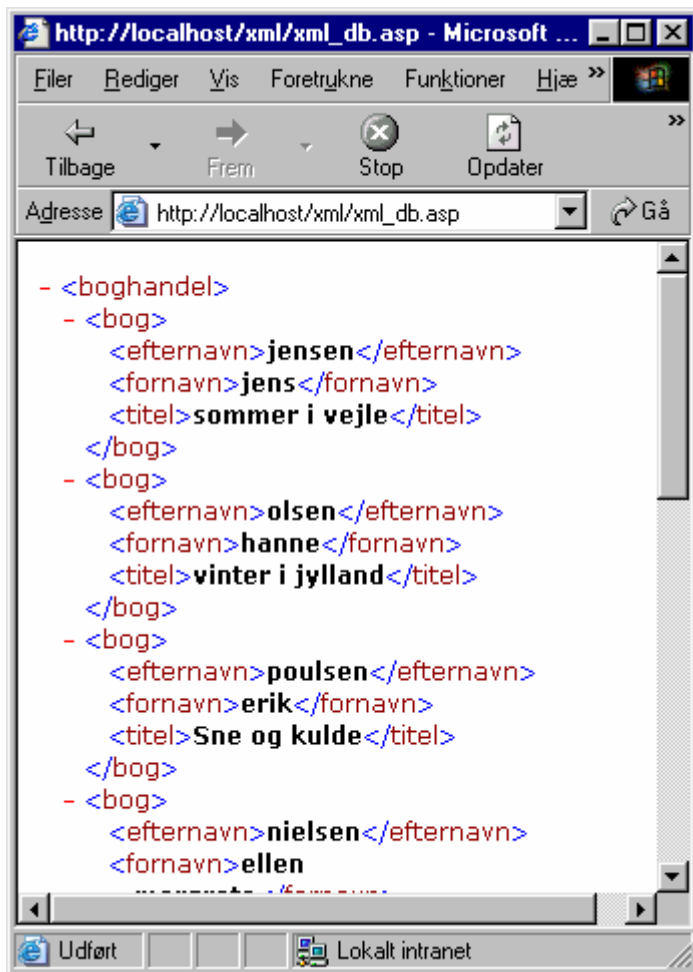 http://localhost/xml/xml_db.asp - Microsoft ...
Filer Rediger Vis Foretrukne Funktioner Hjæ »
Tilbage Frem Stop Opdater »
Adresse http://localhost/xml/xml_db.asp Gå
- <boghandel>
- <bog>
<efternavn>jensen</efternavn>
<fornavn>jens</fornavn>
<titel>sommer i vejle</titel>
</bog>
- <bog>
<efternavn>olsen</efternavn>
<fornavn>hanne</fornavn>
<titel>vinter i jylland</titel>
</bog>
- <bog>
<efternavn>poulsen</efternavn>
<fornavn>erik</fornavn>
<titel>Sne og kulde</titel>
</bog>
- <bog>
<efternavn>nielsen</efternavn>
<fornavn>ellen
Udført Lokalt intranet